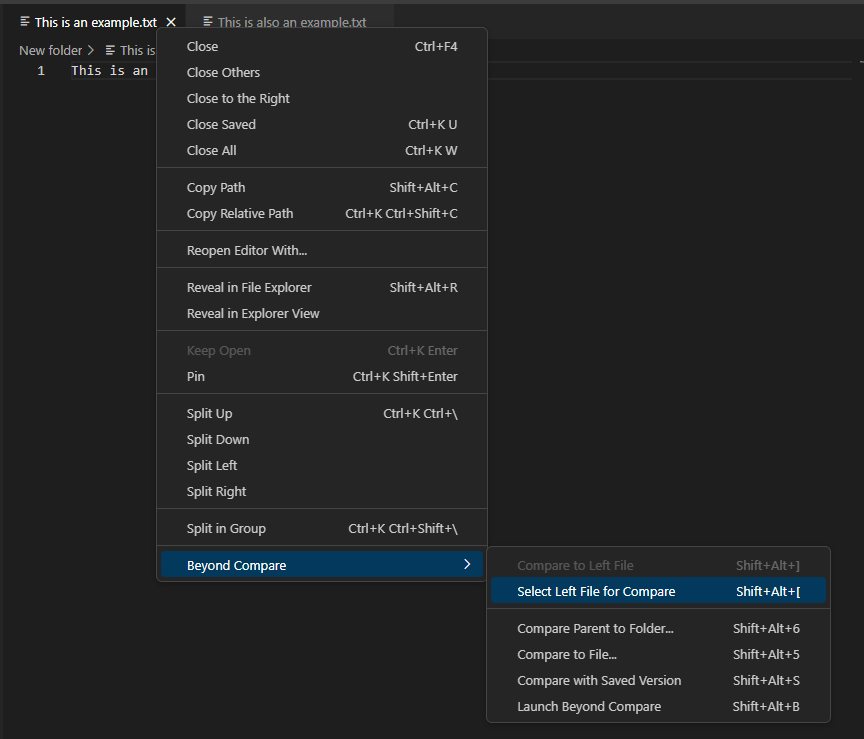 This is an example.txt This is also an example.txt
New folder > This is
1 This is an
Close Ctrl+F4
Close Others
Close to the Right
Close Saved Ctrl+K U
Close All Ctrl+K W
Copy Path Shift+Alt+C
Copy Relative Path Ctrl+K Ctrl+Shift+C
Reopen Editor With...
Reveal in File Explorer Shift+Alt+R
Reveal in Explorer View
Keep Open Ctrl+K Enter
Pin Ctrl+K Shift+Enter
Split Up Ctrl+K Ctrl+\
Split Down
Split Left
Split Right
Split in Group Ctrl+K Ctrl+Shift+\
Beyond Compare
Compare to Left File Shift+Alt+]
Select Left File for Compare Shift+Alt+[
Compare Parent to Folder... Shift+Alt+6
Compare to File... Shift+Alt+5
Compare with Saved Version Shift+Alt+S
Launch Beyond Compare Shift+Alt+B